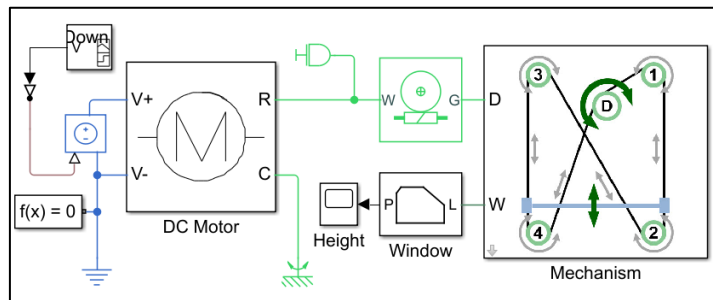 Down
V
V+
V-
f(x) = 0
M
DC Motor
R
C
W
G
D
W
P
L
Height
Window
3
1
D
4
2
Mechanism